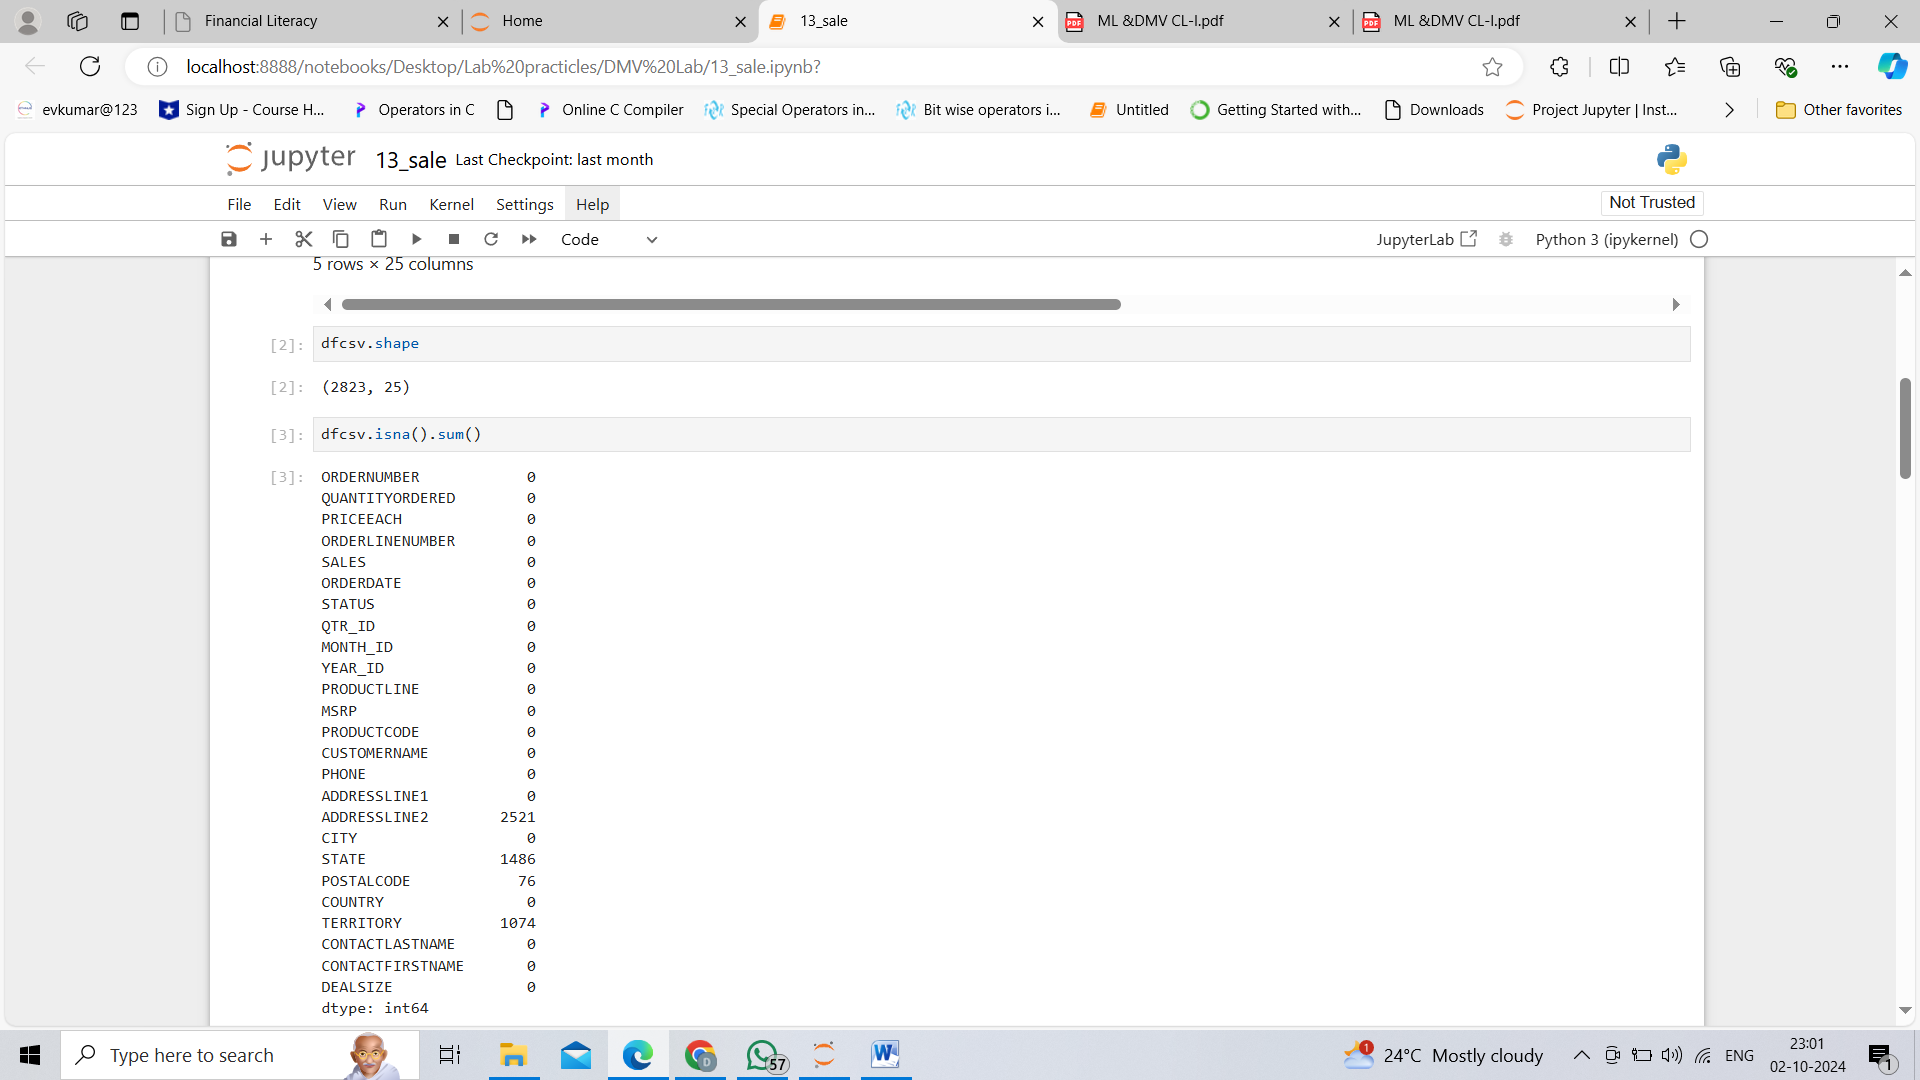 Financial Literacy
Home
13_sale
ML &DMV CL-I.pdf
ML &DMV CL-I.pdf
localhost:8888/notebooks/Desktop/Lab%20practicles/DMV%20Lab/13_sale.ipynb?
evkumar@123
Sign Up - Course H...
Operators in C
Online C Compiler
Special Operators in...
Bit wise operators i...
Untitled
Getting Started with...
Downloads
Project Jupyter | Inst...
Other favorites
jupyter 13_sale Last Checkpoint: last month
File Edit View Run Kernel Settings Help
Not Trusted
Code
JupyterLab
Python 3 (ipykernel)
5 rows × 25 columns
[2]: dfcsv.shape
[2]: (2823, 25)
[3]: dfcsv.isna().sum()
[3]: ORDERNUMBER 0
QUANTITYORDERED 0
PRICEEACH 0
ORDERLINENUMBER 0
SALES 0
ORDERDATE 0
STATUS 0
QTR_ID 0
MONTH_ID 0
YEAR_ID 0
PRODUCTLINE 0
MSRP 0
PRODUCTCODE 0
CUSTOMERNAME 0
PHONE 0
ADDRESSLINE1 0
ADDRESSLINE2 2521
CITY 0
STATE 1486
POSTALCODE 76
COUNTRY 0
TERRITORY 1074
CONTACTLASTNAME 0
CONTACTFIRSTNAME 0
DEALSIZE 0
dtype: int64
Type here to search
D
57
W
1
24°C Mostly cloudy
ENG
23:01
02-10-2024
1